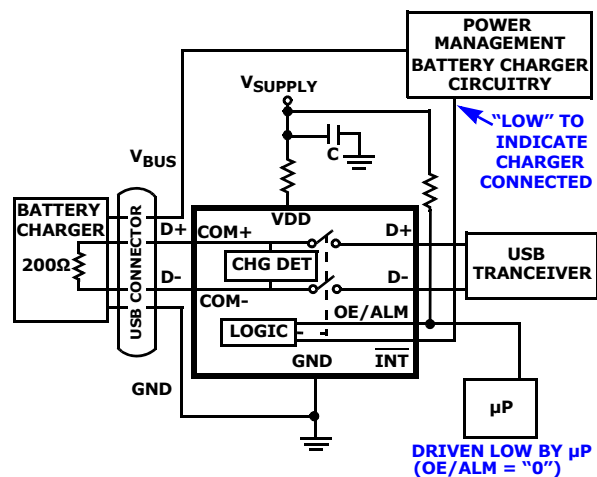 POWER
MANAGEMENT
BATTERY CHARGER
CIRCUITRY
VSUPPLY
"LOW" TO
INDICATE
CHARGER
CONNECTED
C
VBUS
BATTERY
CHARGER
200Ω
USB CONNECTOR
D+
D-
GND
VDD
COM+
COM-
CHG DET
D+
D-
OE/ALM
LOGIC
GND
INT
USB
TRANCEIVER
µP
DRIVEN LOW BY µP
(OE/ALM = "0")